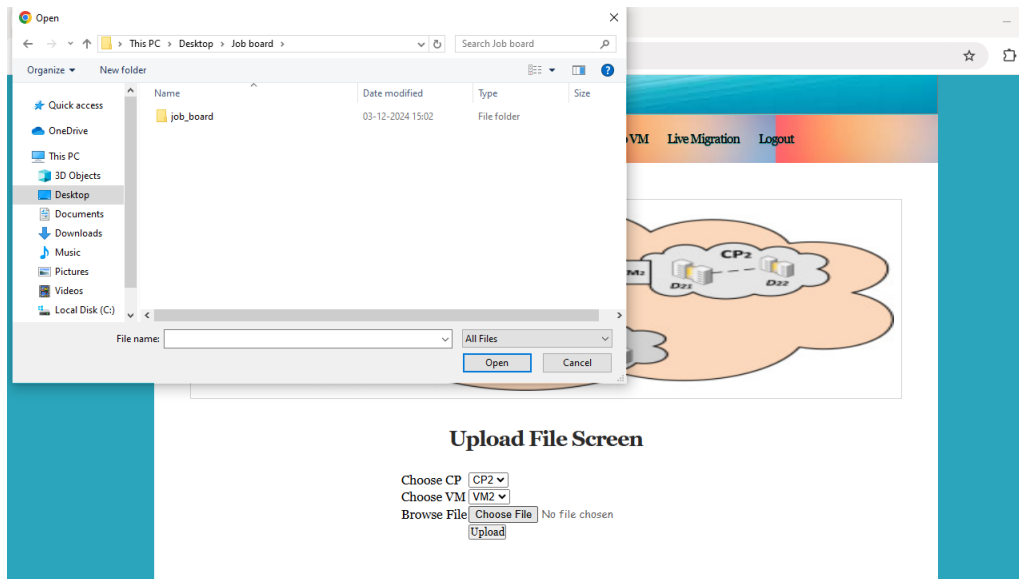 Open
This PC > Desktop > Job board >
Search Job board
Organize
New folder
Name
Date modified
Type
Size
Quick access
OneDrive
This PC
3D Objects
Desktop
Documents
Downloads
Music
Pictures
Videos
Local Disk (C:)
job_board
03-12-2024 15:02
File folder
File name:
All Files
Open
Cancel
VM
Live Migration
Logout
CP2
D21
D22
Upload File Screen
Choose CP CP2
Choose VM VM2
Browse File Choose File No file chosen
Upload